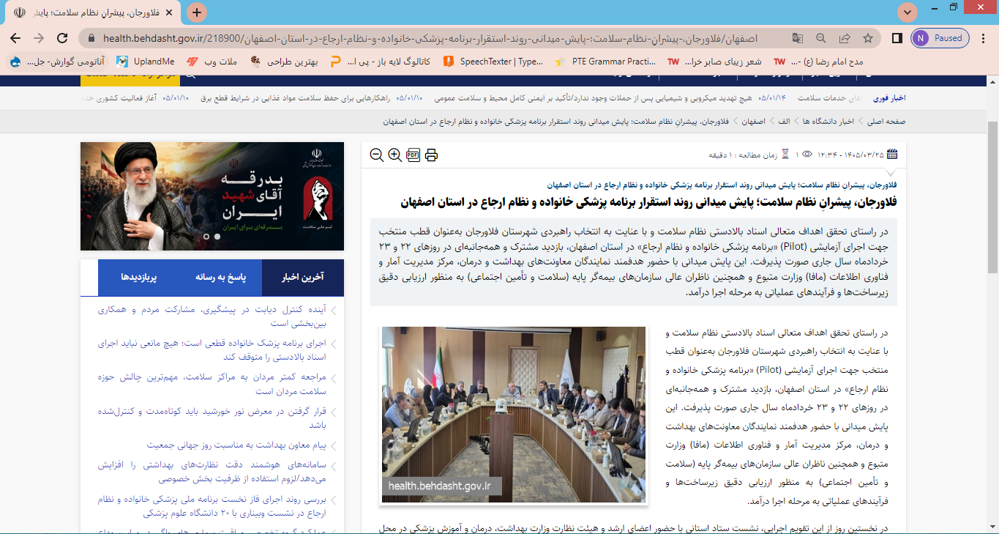 فلاورجان، پیشرانِ نظام سلامت؛ پایش
health.behdasht.gov.ir/218900/اصفهان/فلاورجان،-پیشرانِ-نظام-سلامت؛-پایش-میدانی-روند-استقرار-برنامه-پزشکی-خانواده-و-نظام-ارجاع-در-استان-اصفهان
N Paused
آناتومی گوارش- جل...
UplandMe
ملات وب
بهترین طراحی
کاتالوگ لایه باز - پی ا...
SpeechTexter | Type...
PTE Grammar Practi...
شعر زیبای صابر خرا...
مدح امام رضا (ع) -...
اخبار فوری
فای خدمات سلامت
۰۵/۰۱/۱۴ هیچ تهدید میکروبی و شیمیایی پس از حملات وجود ندارد/تأکید بر ایمنی کامل محیط و سلامت عمومی
۰۵/۰۱/۱۰ راهکارهایی برای حفظ سلامت مواد غذایی در شرایط قطع برق
۰۵/۰۱/۱۰ آغاز فعالیت کشوری
صفحه اصلی
اخبار دانشگاه ها
الف
اصفهان
فلاورجان، پیشرانِ نظام سلامت؛ پایش میدانی روند استقرار برنامه پزشکی خانواده و نظام ارجاع در استان اصفهان
۱۴۰۵/۰۳/۲۵ - ۱۲:۳۴
۱
زمان مطالعه : ۱ دقیقه
PDF
فلاورجان، پیشرانِ نظام سلامت؛ پایش میدانی روند استقرار برنامه پزشکی خانواده و نظام ارجاع در استان اصفهان
فلاورجان، پیشرانِ نظام سلامت؛ پایش میدانی روند استقرار برنامه پزشکی خانواده و نظام ارجاع در استان اصفهان
در راستای تحقق اهداف متعالی اسناد بالادستی نظام سلامت و با عنایت به انتخاب راهبردی شهرستان فلاورجان به‌عنوان قطب منتخب
جهت اجرای آزمایشی (Pilot) «برنامه پزشکی خانواده و نظام ارجاع» در استان اصفهان، بازدید مشترک و همه‌جانبه‌ای در روزهای ۲۲ و ۲۳
خردادماه سال جاری صورت پذیرفت. این پایش میدانی با حضور هدفمند نمایندگان معاونت‌های بهداشت و درمان، مرکز مدیریت آمار و
فناوری اطلاعات (مافا) وزارت متبوع و همچنین ناظران عالی سازمان‌های بیمه‌گر پایه (سلامت و تأمین اجتماعی) به منظور ارزیابی دقیق
زیرساخت‌ها و فرآیندهای عملیاتی به مرحله اجرا درآمد.
در راستای تحقق اهداف متعالی اسناد بالادستی نظام سلامت و
با عنایت به انتخاب راهبردی شهرستان فلاورجان به‌عنوان قطب
منتخب جهت اجرای آزمایشی (Pilot) «برنامه پزشکی خانواده و
نظام ارجاع» در استان اصفهان، بازدید مشترک و همه‌جانبه‌ای
در روزهای ۲۲ و ۲۳ خردادماه سال جاری صورت پذیرفت. این
پایش میدانی با حضور هدفمند نمایندگان معاونت‌های بهداشت
و درمان، مرکز مدیریت آمار و فناوری اطلاعات (مافا) وزارت
متبوع و همچنین ناظران عالی سازمان‌های بیمه‌گر پایه (سلامت
و تأمین اجتماعی) به منظور ارزیابی دقیق زیرساخت‌ها و
فرآیندهای عملیاتی به مرحله اجرا درآمد.
health.behdasht.gov.ir
در نخستین روز از این تقویم اجرایی، نشست ستاد استانی با حضور اعضای ارشد و هیئت نظارت وزارت بهداشت، درمان و آموزش پزشکی در محل
بدرقه
آقای شهید
ایران
بـــدرقه‌ای برای ایران
تیم ملی سلامت
آخرین اخبار
پاسخ به رسانه
پربازدیدها
آینده کنترل دیابت در پیشگیری، مشارکت مردم و همکاری
بین‌بخشی است
اجرای برنامه پزشک خانواده قطعی است؛ هیچ مانعی نباید اجرای
اسناد بالادستی را متوقف کند
مراجعه کمتر مردان به مراکز سلامت، مهم‌ترین چالش حوزه
سلامت مردان است
قرار گرفتن در معرض نور خورشید باید کوتاه‌مدت و کنترل‌شده
باشد
پیام معاون بهداشت به مناسبت روز جهانی جمعیت
سامانه‌های هوشمند دقت نظارت‌های بهداشتی را افزایش
می‌دهد/لزوم استفاده از ظرفیت بخش خصوصی
بررسی روند اجرای فاز نخست برنامه ملی پزشکی خانواده و نظام
ارجاع در نشست وبیناری با ۲۰ دانشگاه علوم پزشکی